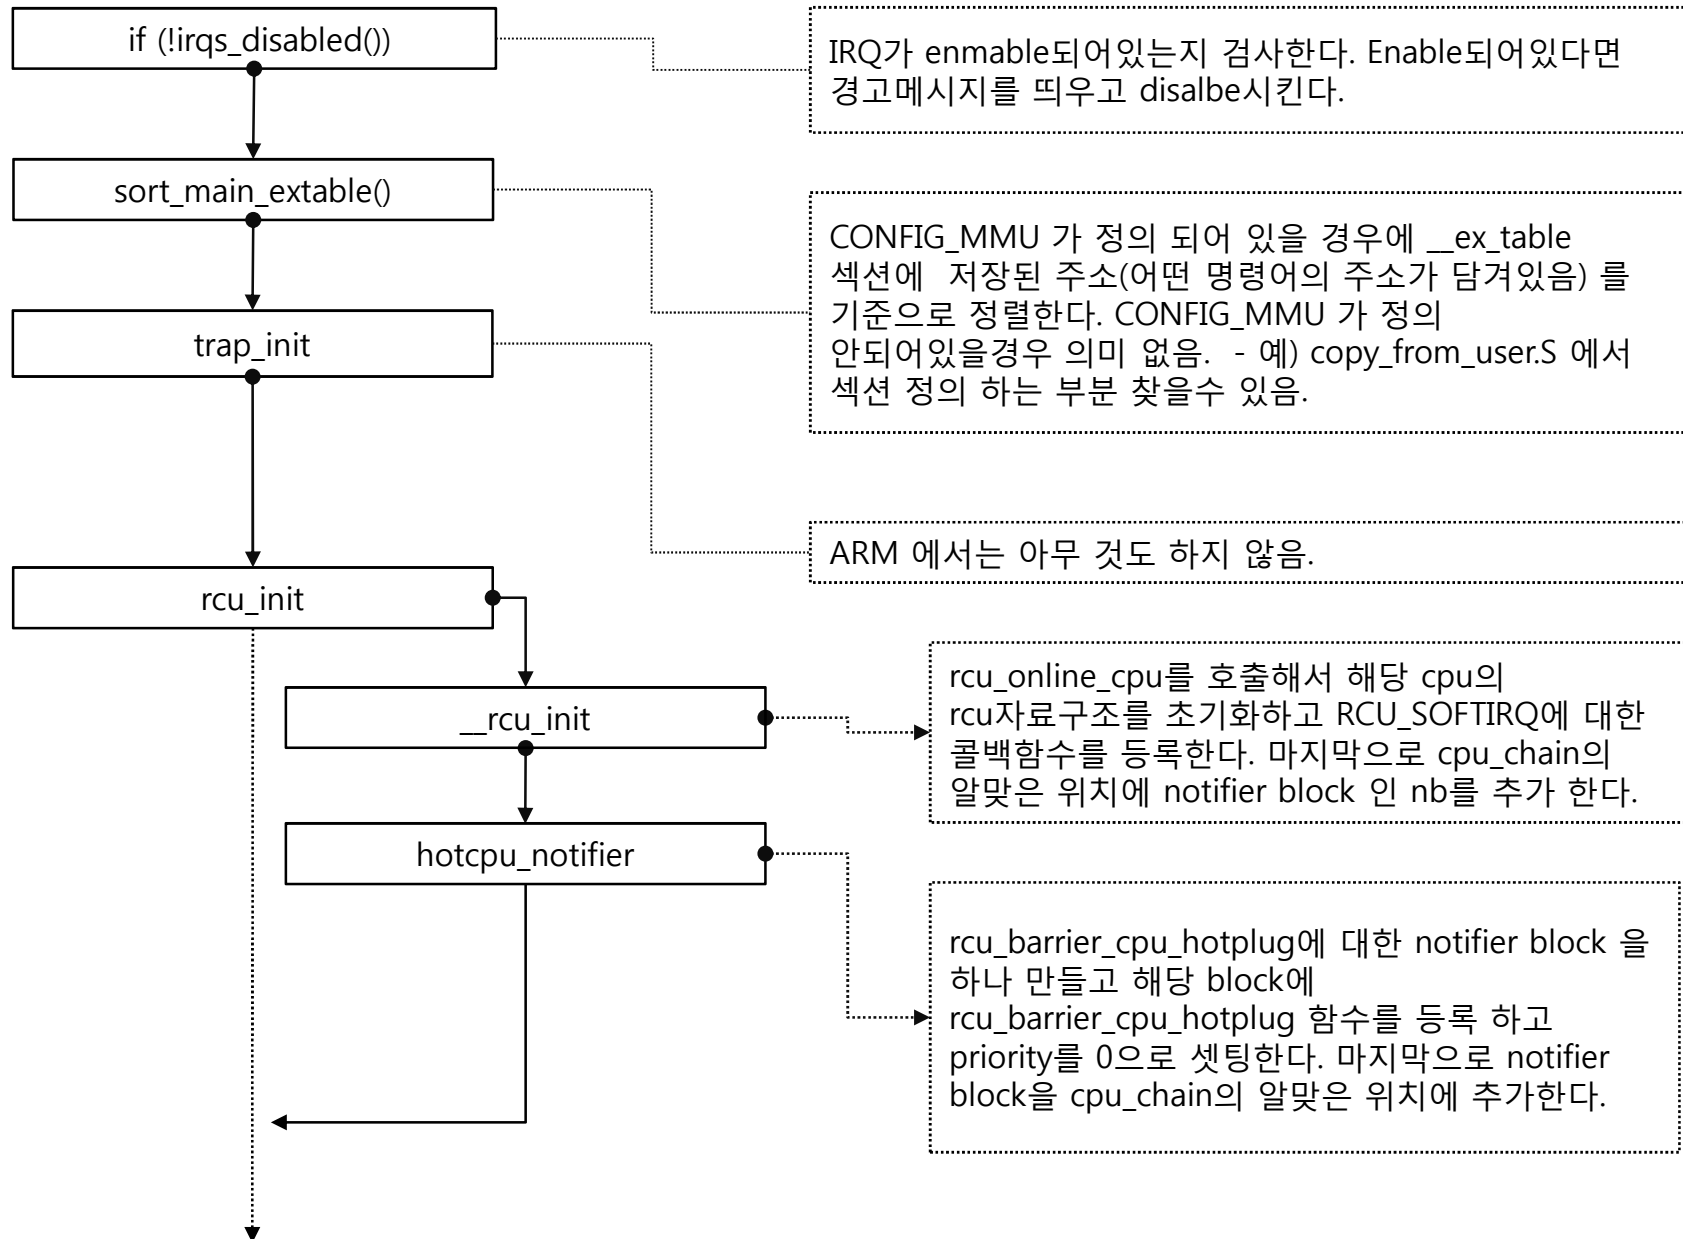 if (!irqs_disabled())
IRQ가 enmable되어있는지 검사한다. Enable되어있다면
경고메시지를 띄우고 disalbe시킨다.
sort_main_extable()
CONFIG_MMU 가 정의 되어 있을 경우에 __ex_table
섹션에 저장된 주소(어떤 명령어의 주소가 담겨있음) 를
기준으로 정렬한다. CONFIG_MMU 가 정의
안되어있을경우 의미 없음. - 예) copy_from_user.S 에서
섹션 정의 하는 부분 찾을수 있음.
trap_init
ARM 에서는 아무 것도 하지 않음.
rcu_init
__rcu_init
rcu_online_cpu를 호출해서 해당 cpu의
rcu자료구조를 초기화하고 RCU_SOFTIRQ에 대한
콜백함수를 등록한다. 마지막으로 cpu_chain의
알맞은 위치에 notifier block 인 nb를 추가 한다.
hotcpu_notifier
rcu_barrier_cpu_hotplug에 대한 notifier block 을
하나 만들고 해당 block에
rcu_barrier_cpu_hotplug 함수를 등록 하고
priority를 0으로 셋팅한다. 마지막으로 notifier
block을 cpu_chain의 알맞은 위치에 추가한다.